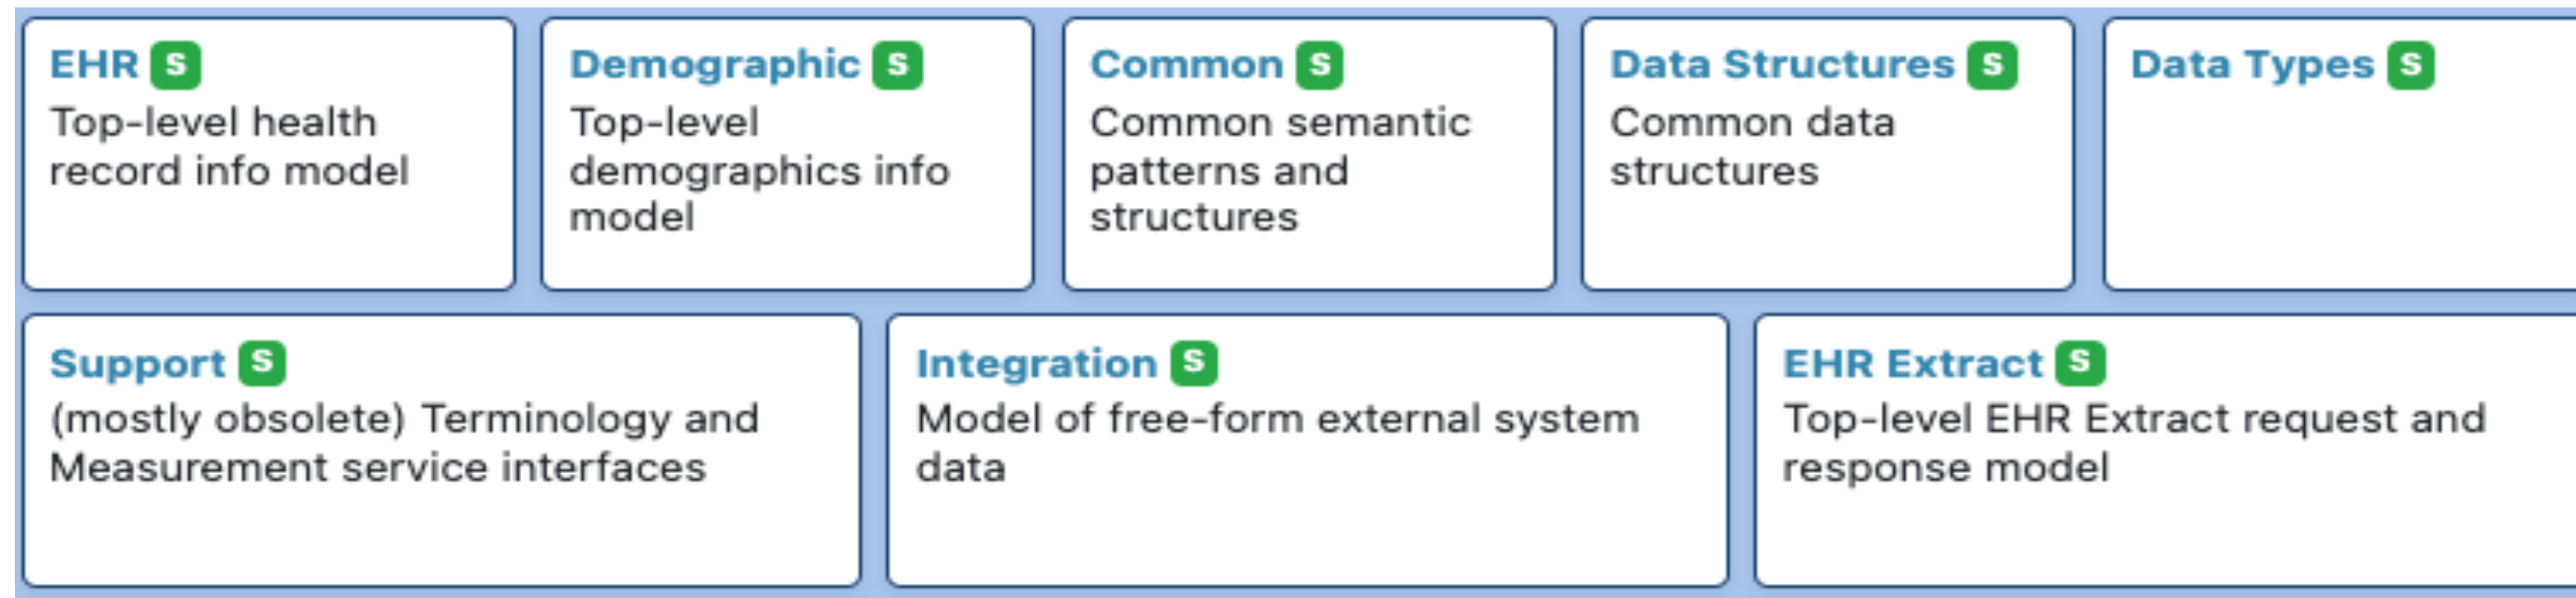 EHR S
Top-level health
record info model
Demographic S
Top-level
demographics info
model
Common S
Common semantic
patterns and
structures
Data Structures S
Common data
structures
Data Types S
Support S
(mostly obsolete) Terminology and
Measurement service interfaces
Integration S
Model of free-form external system
data
EHR Extract S
Top-level EHR Extract request and
response model